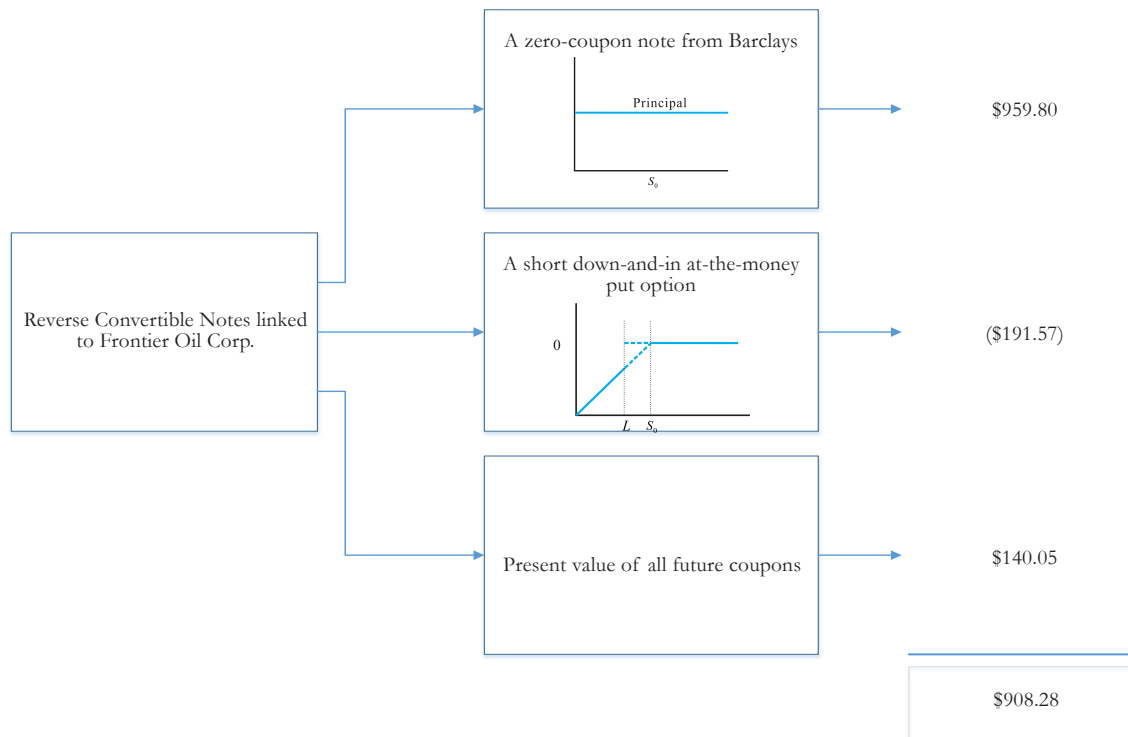 A zero-coupon note from Barclays
Principal
S₀
$959.80
Reverse Convertible Notes linked
to Frontier Oil Corp.
A short down-and-in at-the-money
put option
0
L S₀
($191.57)
Present value of all future coupons
$140.05
$908.28